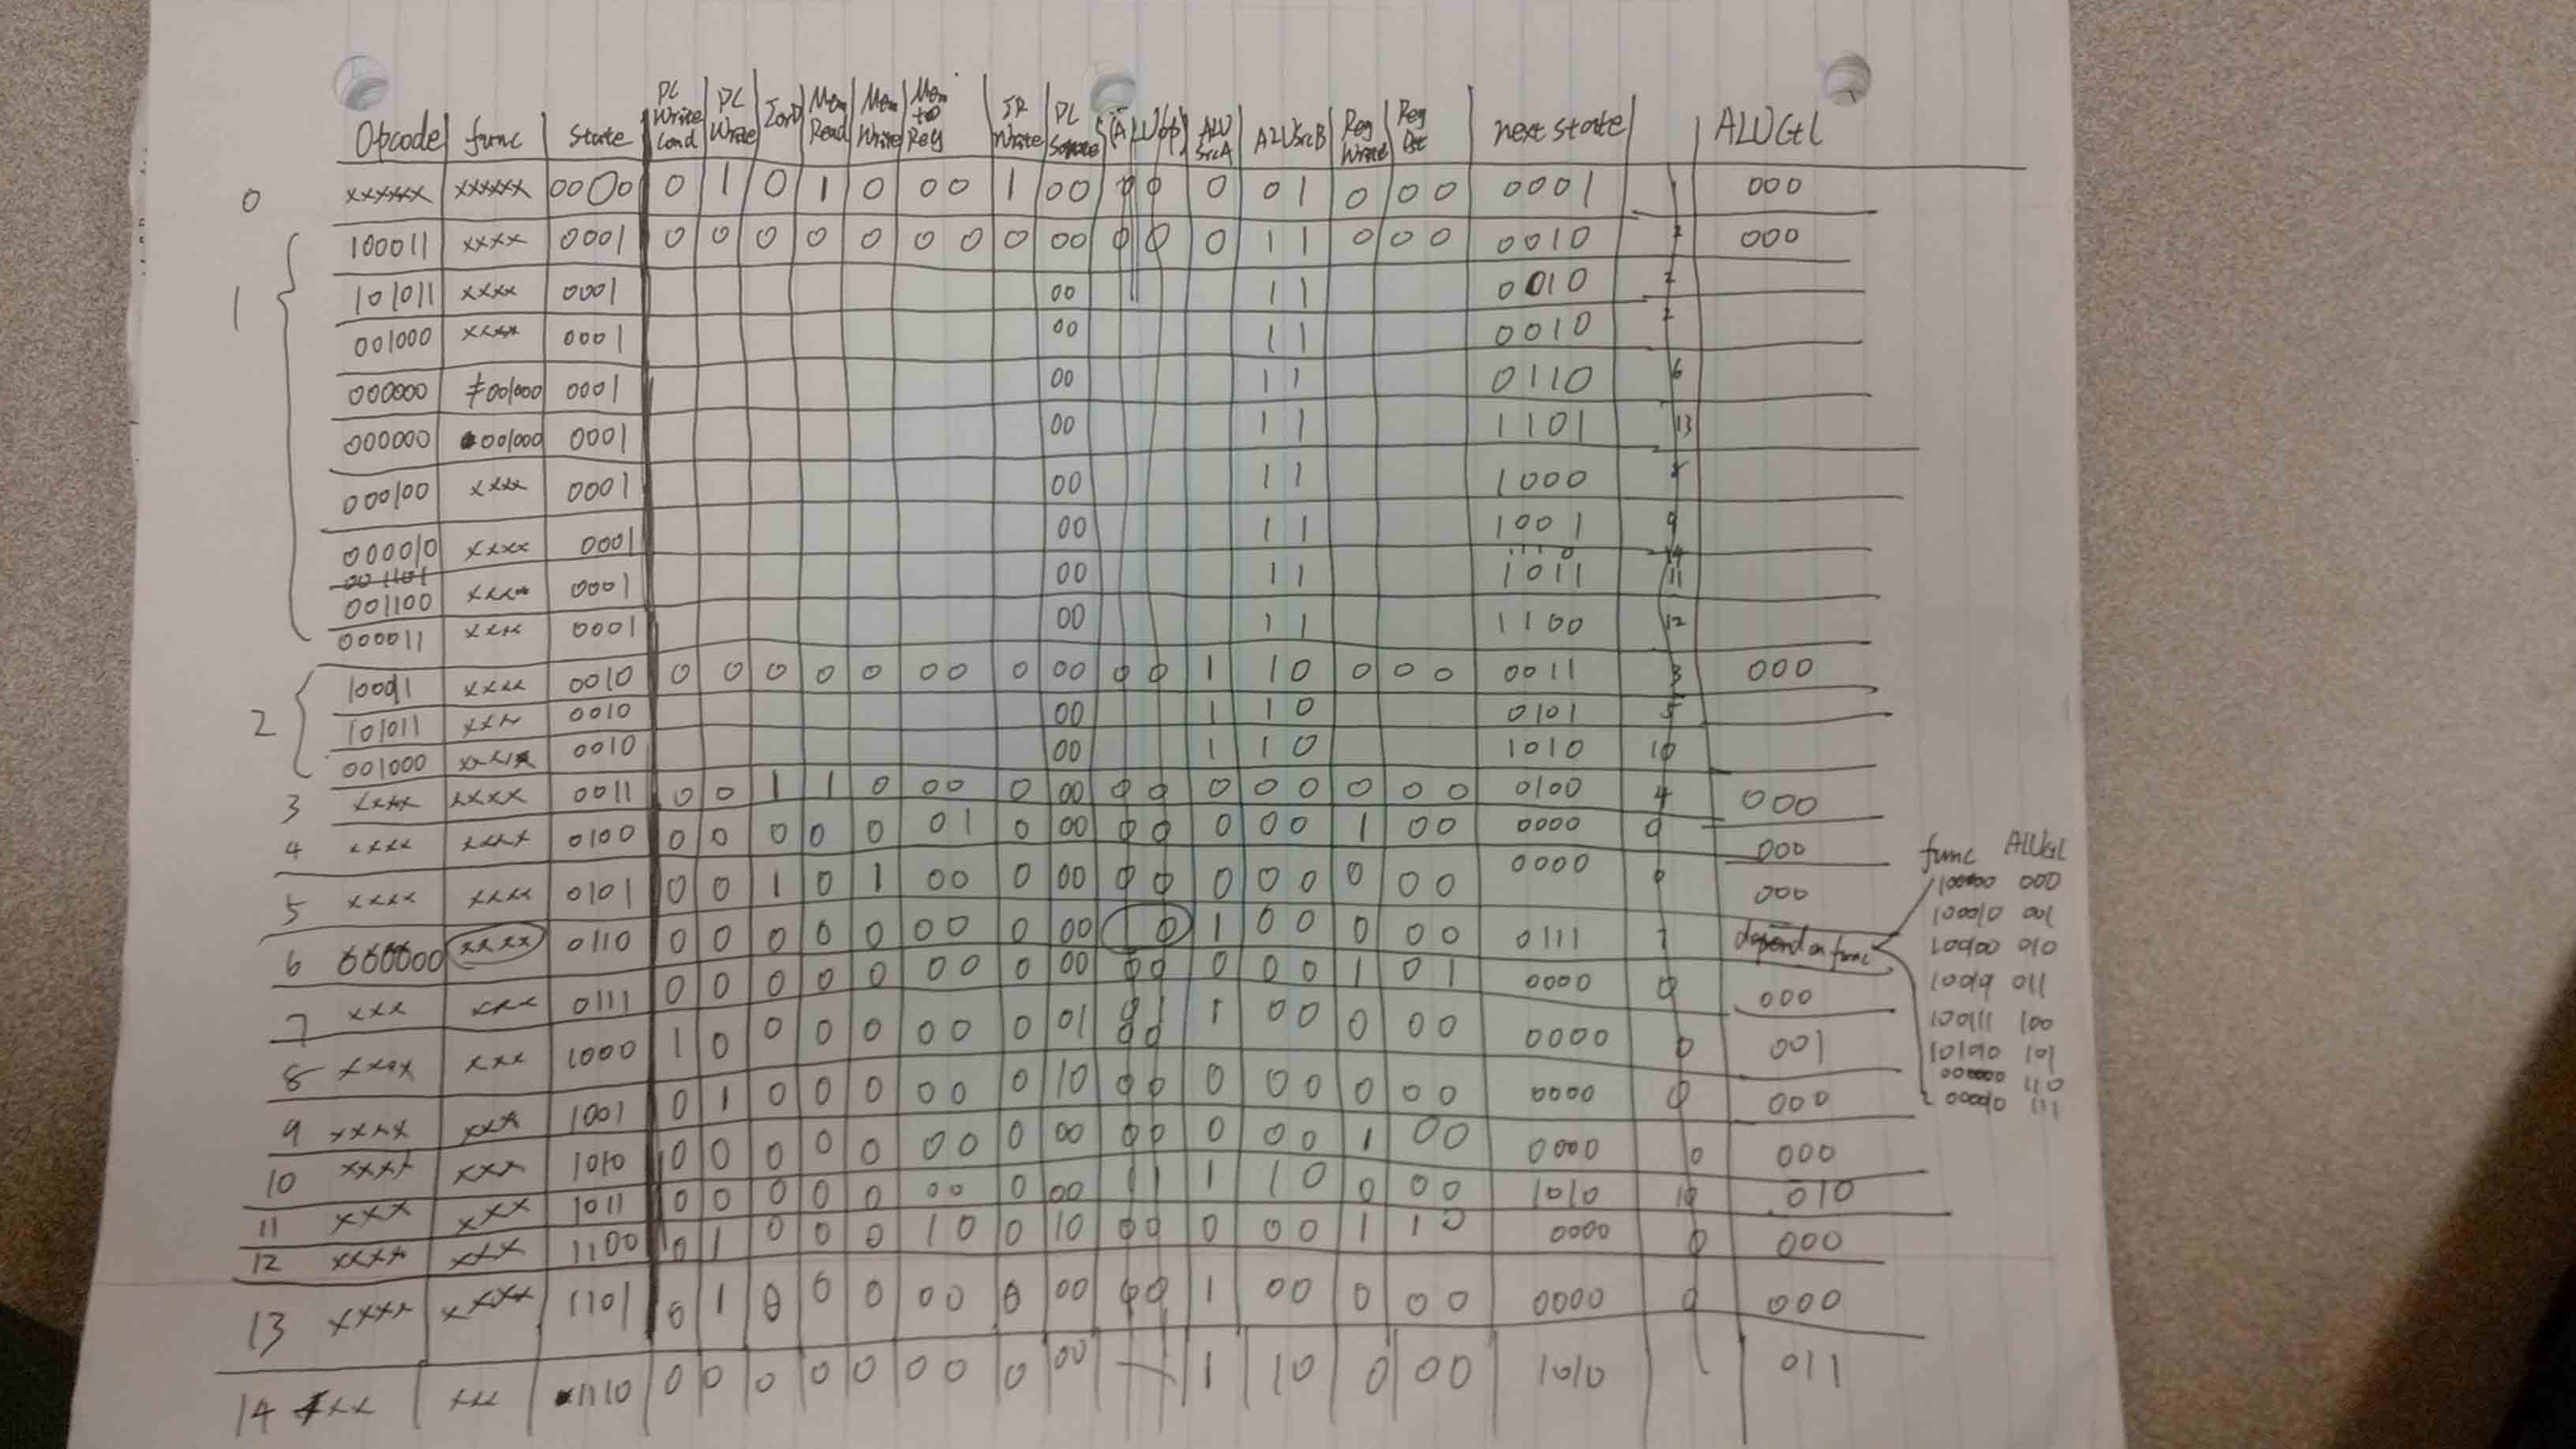 Opcode func State PC Write Cond PC Write IorD Mem Read Mem Write Mem to Reg IR Write PC Source (ALUop) ALU SrcA ALUSrcB Reg Write Reg Dst next state ALUCtl
0 xxxxxx xxxxxx 0000 0 1 0 1 0 00 1 00 00 0 01 0 00 0001 1 000
1 100011 xxxx 0001 0 0 0 0 0 00 0 00 00 0 11 0 00 0010 2 000
101011 xxxx 0001 00 11 0010 2
001000 xxxx 0001 00 11 0010 2
000000 ≠001000 0001 00 11 0110 6
000000 001000 0001 00 11 1101 13
000100 xxxx 0001 00 11 1000 8
000010 xxxx 0001 00 11 1001 9
001101 1110 14
001100 xxxx 0001 00 11 1011 11
000011 xxxx 0001 00 11 1100 12
2 10001 xxxx 0010 0 0 0 0 0 00 0 00 00 1 10 0 00 0011 3 000
101011 xxx 0010 00 1 10 0101 5
001000 xxxx 0010 00 1 10 1010 10
3 xxxx xxxx 0011 0 0 1 1 0 00 0 00 00 0 00 0 00 0100 4 000
4 xxxx xxxx 0100 0 0 0 0 0 01 0 00 00 0 00 1 00 0000 0 000
5 xxxx xxxx 0101 0 0 1 0 1 00 0 00 00 0 00 0 00 0000 0 000
6 000000 xxxx 0110 0 0 0 0 0 00 0 00 10 1 00 0 00 0111 7 depend on func
7 xxx xxx 0111 0 0 0 0 0 00 0 00 00 0 00 1 01 0000 0 000
8 xxxx xxx 1000 1 0 0 0 0 00 0 01 01 00 1 00 0 00 0000 0 001
9 xxxx xxx 1001 0 1 0 0 0 00 0 10 00 0 00 0 00 0000 0 000
10 xxxx xxx 1010 0 0 0 0 0 00 0 00 00 0 00 1 00 0000 0 000
11 xxx xxx 1011 0 0 0 0 0 00 0 00 11 1 10 0 00 1010 10 010
12 xxxx xxx 1100 0 1 0 0 0 10 0 10 00 0 00 1 10 0000 0 000
13 xxxx xxxx 1101 0 1 0 0 0 00 0 00 00 1 00 0 00 0000 0 000
14 xxx xxx 1110 0 0 0 0 0 00 0 00 1 10 0 00 1010 011
func ALUCtl
100000 000
100010 001
100100 010
100101 011
100111 100
101010 101
000000 110
000010 111